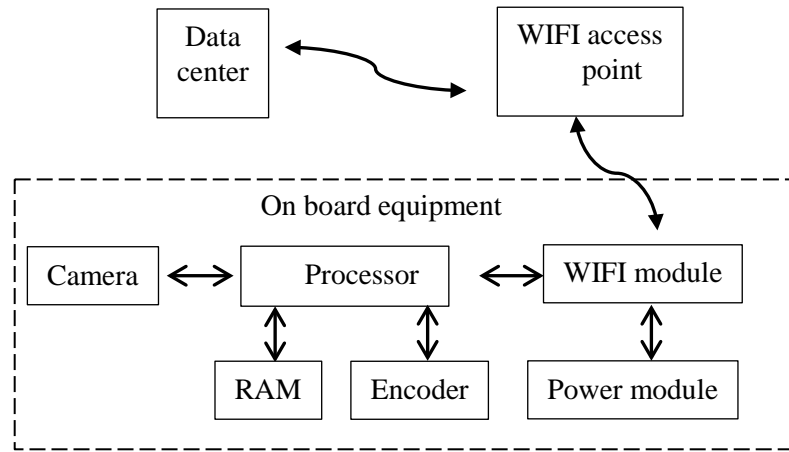 Data
center
WIFI access
point
On board equipment
Camera
Processor
WIFI module
RAM
Encoder
Power module